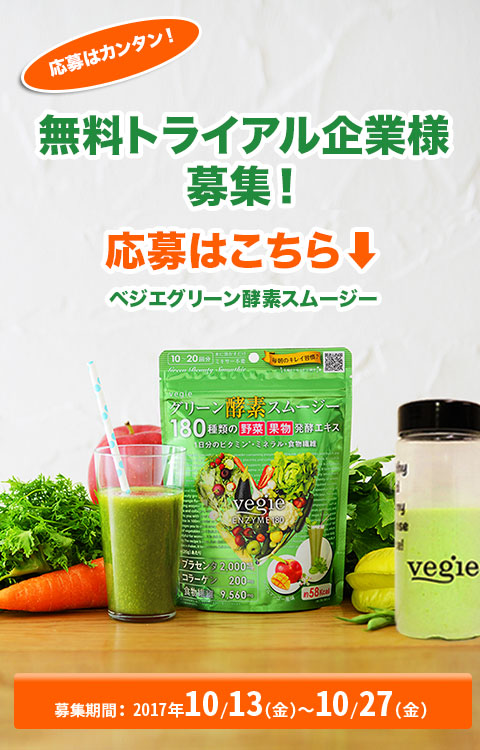 応募はカンタン！
無料トライアル企業様
募集！
応募はこちら⬇
ベジエグリーン酵素スムージー
10～20回分
毎朝のキレイ習慣♪
Green Beauty Smoothie
vegie
グリーン酵素スムージー
180種類の野菜 果物 発酵エキス
1日分のビタミン・ミネラル・食物繊維
vegie
ENZYME 180
プラセンタ 2,000
コラーゲン 200
食物繊維 9,560
約58Kcal
vegie
募集期間：2017年10/13(金)～10/27(金)